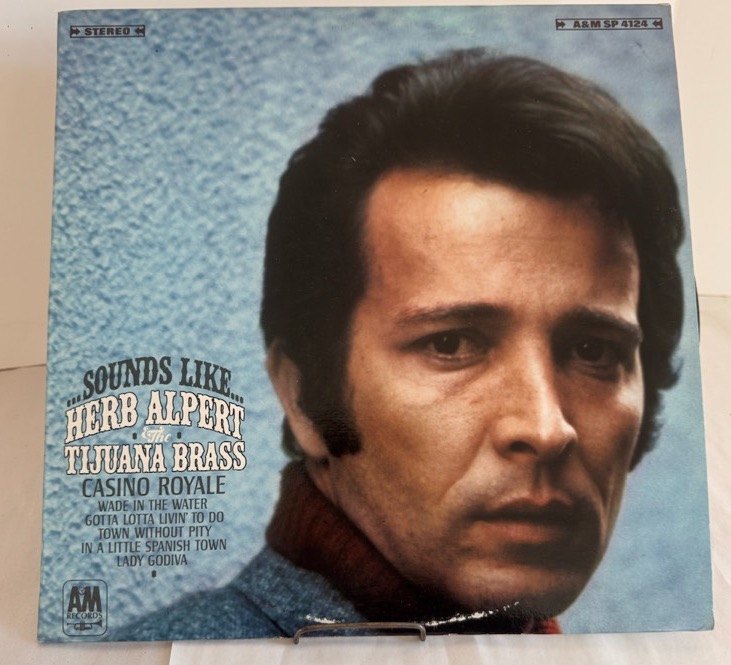 STEREO
A&M SP 4124
...SOUNDS LIKE...
HERB ALPERT
& The
TIJUANA BRASS
CASINO ROYALE
WADE IN THE WATER
GOTTA LOTTA LIVIN' TO DO
TOWN WITHOUT PITY
IN A LITTLE SPANISH TOWN
LADY GODIVA
A&M
RECORDS